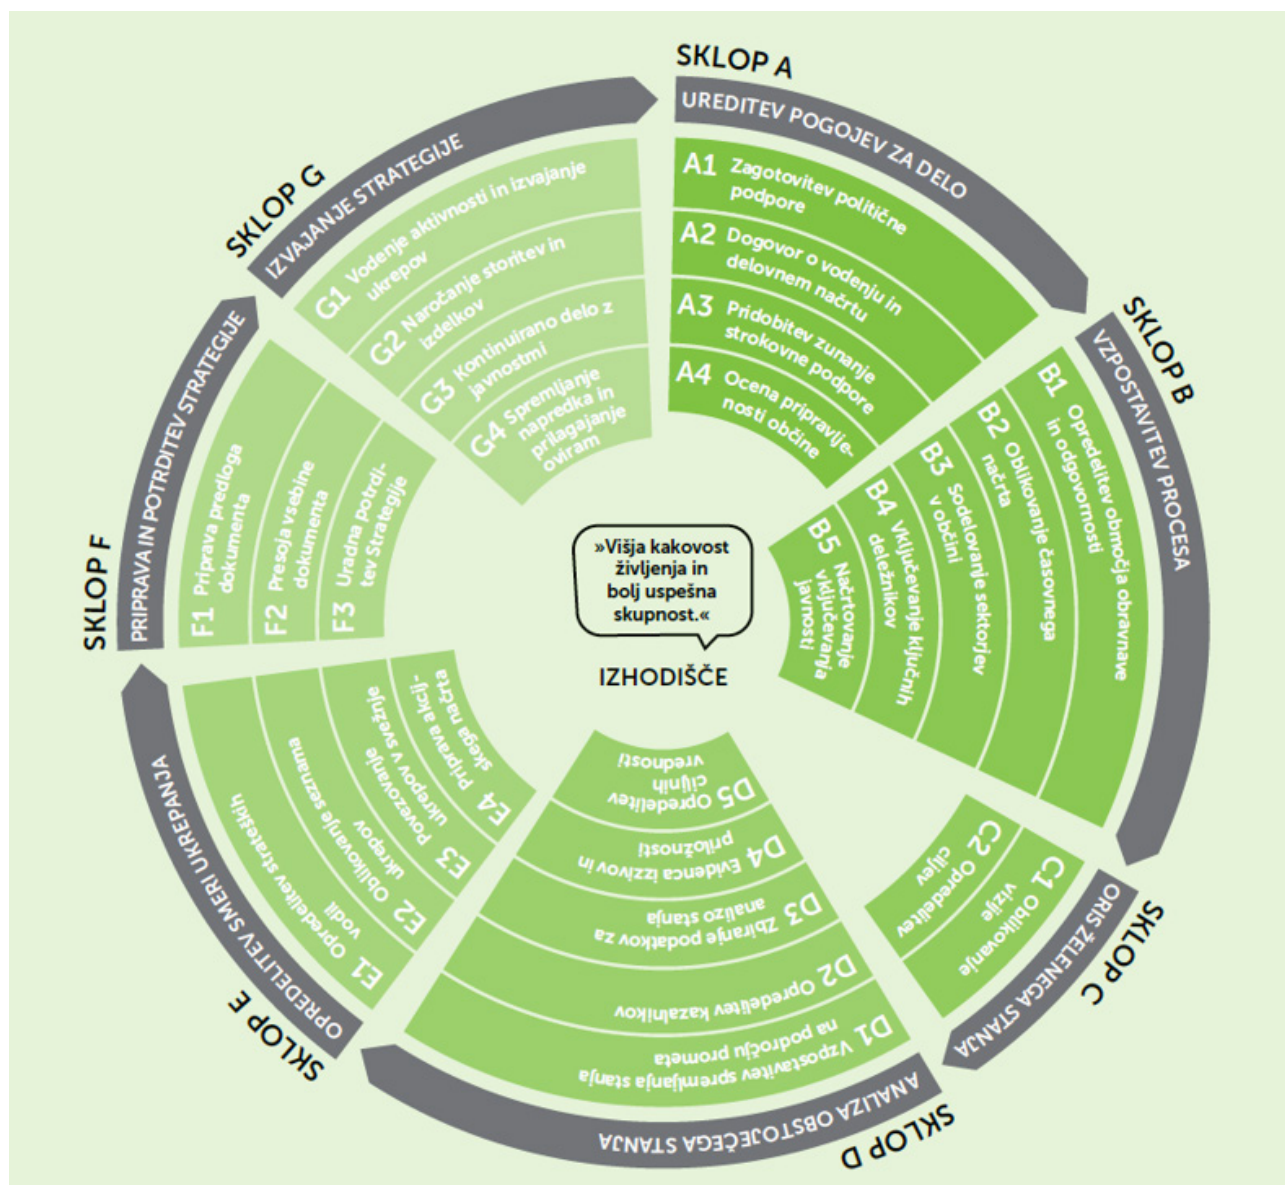 SKLOP A
UREDITEV POGOJEV ZA DELO
A1 Zagotovitev politične
podpore
A2 Dogovor o vodenju in
delovnem načrtu
A3 Pridobitev zunanje
strokovne podpore
A4 Ocena pripravlje-
nosti občine
SKLOP B
VZPOSTAVITEV PROCESA
B1 Opredelitev območja obravnave
in odgovornosti
B2 Oblikovanje časovnega
načrta
B3 Sodelovanje sektorjev
v občini
B4 Vključevanje ključnih
deležnikov
B5 Načrtovanje
vključevanja
javnosti
SKLOP C
ORIS ŽELENEGA STANJA
C1 Oblikovanje
vizije
C2 Opredelitev
ciljev
SKLOP D
ANALIZA OBSTOJEČEGA STANJA
D1 Vzpostavitev spremljanja stanja
na področju prometa
D2 Opredelitev kazalnikov
D3 Zbiranje podatkov za
analizo stanja
D4 Evidenca izzivov in
priložnosti
D5 Opredelitev
ciljnih
vrednosti
SKLOP E
OPREDELITEV SMERI UKREPANJA
E1 Opredelitev strateških
vodil
E2 Oblikovanje seznama
ukrepov
E3 Povezovanje
ukrepov v svežnje
E4 Priprava akcij-
skega načrta
SKLOP F
PRIPRAVA IN POTRDITEV STRATEGIJE
F1 Priprava predloga
dokumenta
F2 Presoja vsebine
dokumenta
F3 Uradna potrdi-
tev Strategije
SKLOP G
IZVAJANJE STRATEGIJE
G1 Vodenje aktivnosti in izvajanje
ukrepov
G2 Naročanje storitev in
izdelkov
G3 Kontinuirano delo z
javnostmi
G4 Spremljanje
napredka in
prilagajanje
oviram
»Višja kakovost
življenja in
bolj uspešna
skupnost.«
IZHODIŠČE